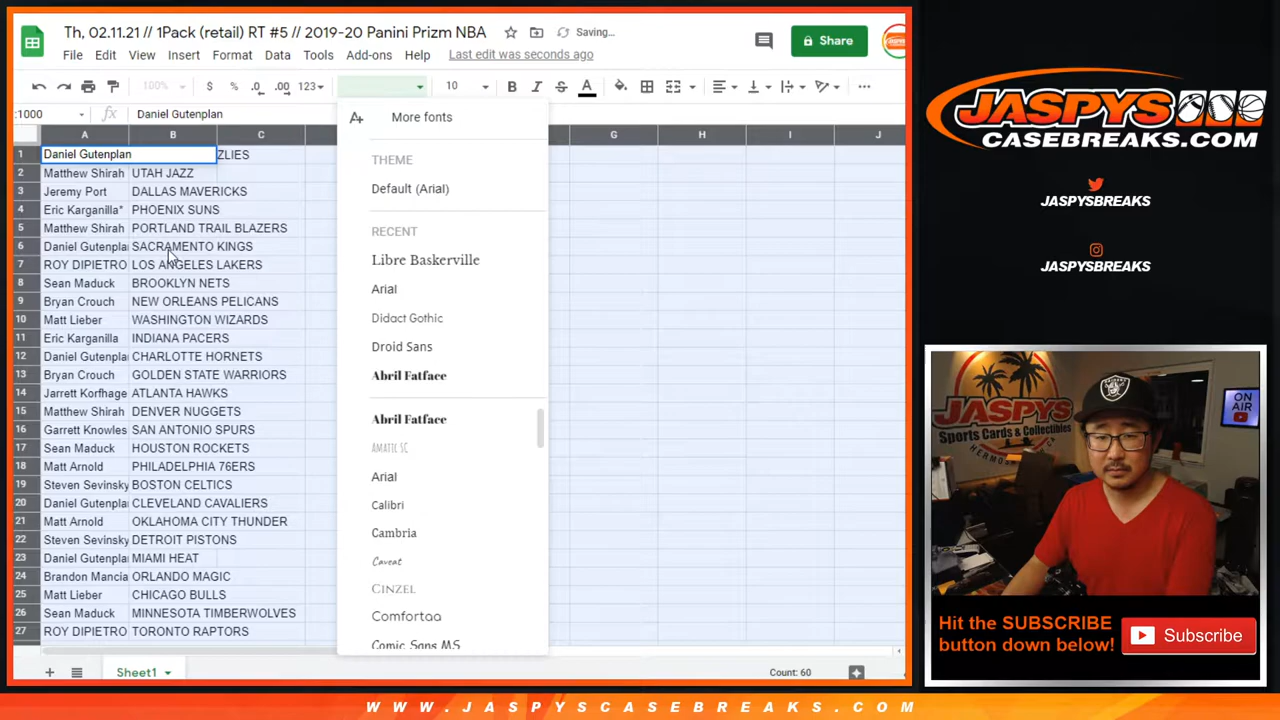 Th, 02.11.21 // 1Pack (retail) RT #5 // 2019-20 Panini Prizm NBA
Saving...
File Edit View Insert Format Data Tools Add-ons Help Last edit was seconds ago
Share
100% $ % .0 .00 123 10 B I S A
:1000 fx Daniel Gutenplan
A B C G H I J
1 Daniel Gutenplan ZLIES
2 Matthew Shirah UTAH JAZZ
3 Jeremy Port DALLAS MAVERICKS
4 Eric Karganilla* PHOENIX SUNS
5 Matthew Shirah PORTLAND TRAIL BLAZERS
6 Daniel Gutenplan SACRAMENTO KINGS
7 ROY DIPIETRO LOS ANGELES LAKERS
8 Sean Maduck BROOKLYN NETS
9 Bryan Crouch NEW ORLEANS PELICANS
10 Matt Lieber WASHINGTON WIZARDS
11 Eric Karganilla INDIANA PACERS
12 Daniel Gutenplan CHARLOTTE HORNETS
13 Bryan Crouch GOLDEN STATE WARRIORS
14 Jarrett Korfhage ATLANTA HAWKS
15 Matthew Shirah DENVER NUGGETS
16 Garrett Knowles SAN ANTONIO SPURS
17 Sean Maduck HOUSTON ROCKETS
18 Matt Arnold PHILADELPHIA 76ERS
19 Steven Sevinsky BOSTON CELTICS
20 Daniel Gutenplan CLEVELAND CAVALIERS
21 Matt Arnold OKLAHOMA CITY THUNDER
22 Steven Sevinsky DETROIT PISTONS
23 Daniel Gutenplan MIAMI HEAT
24 Brandon Mancia ORLANDO MAGIC
25 Matt Lieber CHICAGO BULLS
26 Sean Maduck MINNESOTA TIMBERWOLVES
27 ROY DIPIETRO TORONTO RAPTORS
More fonts
THEME
Default (Arial)
RECENT
Libre Baskerville
Arial
Didact Gothic
Droid Sans
Abril Fatface
Abril Fatface
AMATIC SC
Arial
Calibri
Cambria
Caveat
CINZEL
Comfortaa
Comic Sans MS
Sheet1
Count: 60
JASPYS
CASEBREAKS.COM
JASPYSBREAKS
JASPYSBREAKS
JASPYS
Sports Cards & Collectibles
HERMOS
ON
AIR
Hit the SUBSCRIBE
button down below!
Subscribe
WWW.JASPYSCASEBREAKS.COM